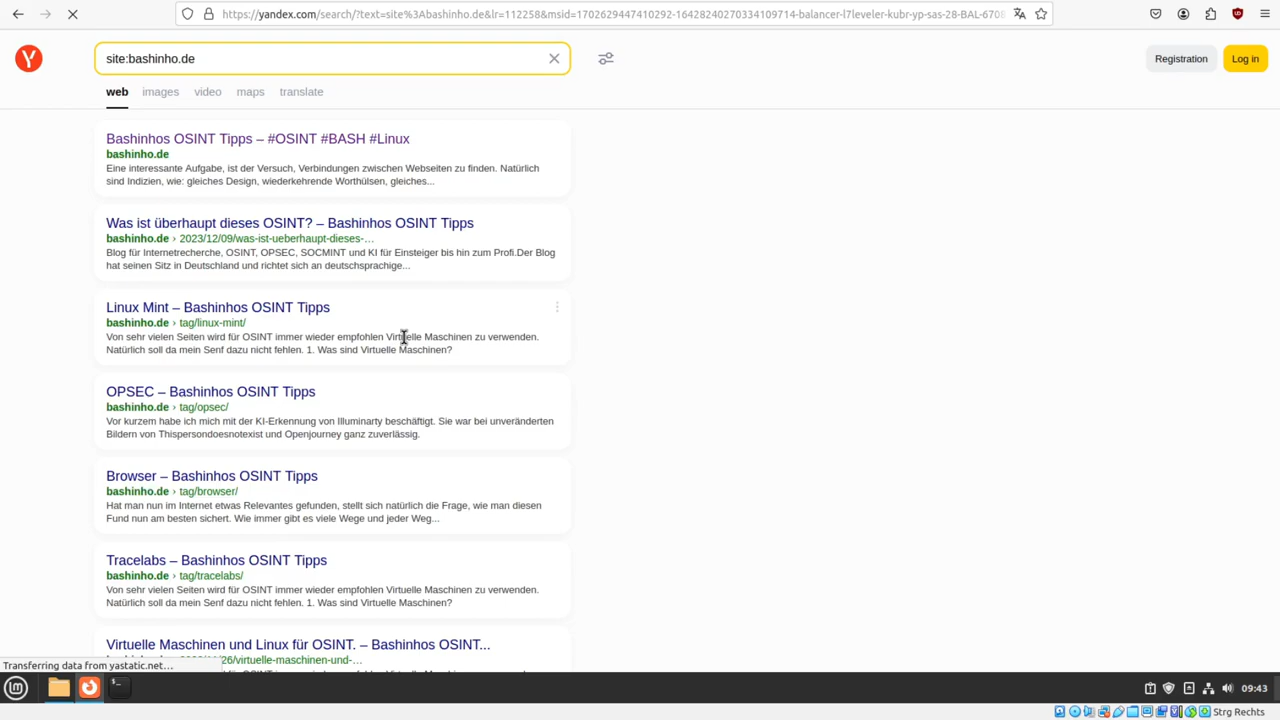 https://yandex.com/search/?text=site%3Abashinho.de&lr=112258&msid=1702629447410292-16428240270334109714-balancer-l7leveler-kubr-yp-sas-28-BAL-6708
Y
site:bashinho.de
Registration
Log in
web images video maps translate
Bashinhos OSINT Tipps – #OSINT #BASH #Linux
bashinho.de
Eine interessante Aufgabe, ist der Versuch, Verbindungen zwischen Webseiten zu finden. Natürlich
sind Indizien, wie: gleiches Design, wiederkehrende Worthülsen, gleiches...
Was ist überhaupt dieses OSINT? – Bashinhos OSINT Tipps
bashinho.de › 2023/12/09/was-ist-ueberhaupt-dieses-…
Blog für Internetrecherche, OSINT, OPSEC, SOCMINT und KI für Einsteiger bis hin zum Profi.Der Blog
hat seinen Sitz in Deutschland und richtet sich an deutschsprachige...
Linux Mint – Bashinhos OSINT Tipps
bashinho.de › tag/linux-mint/
Von sehr vielen Seiten wird für OSINT immer wieder empfohlen Virtuelle Maschinen zu verwenden.
Natürlich soll da mein Senf dazu nicht fehlen. 1. Was sind Virtuelle Maschinen?
OPSEC – Bashinhos OSINT Tipps
bashinho.de › tag/opsec/
Vor kurzem habe ich mich mit der KI-Erkennung von Illuminarty beschäftigt. Sie war bei unveränderten
Bildern von Thispersondoesnotexist und Openjourney ganz zuverlässig.
Browser – Bashinhos OSINT Tipps
bashinho.de › tag/browser/
Hat man nun im Internet etwas Relevantes gefunden, stellt sich natürlich die Frage, wie man diesen
Fund nun am besten sichert. Wie immer gibt es viele Wege und jeder Weg...
Tracelabs – Bashinhos OSINT Tipps
bashinho.de › tag/tracelabs/
Von sehr vielen Seiten wird für OSINT immer wieder empfohlen Virtuelle Maschinen zu verwenden.
Natürlich soll da mein Senf dazu nicht fehlen. 1. Was sind Virtuelle Maschinen?
Virtuelle Maschinen und Linux für OSINT. – Bashinhos OSINT...
26/virtuelle-maschinen-und-…
Transferring data from yastatic.net…
09:43
Strg Rechts